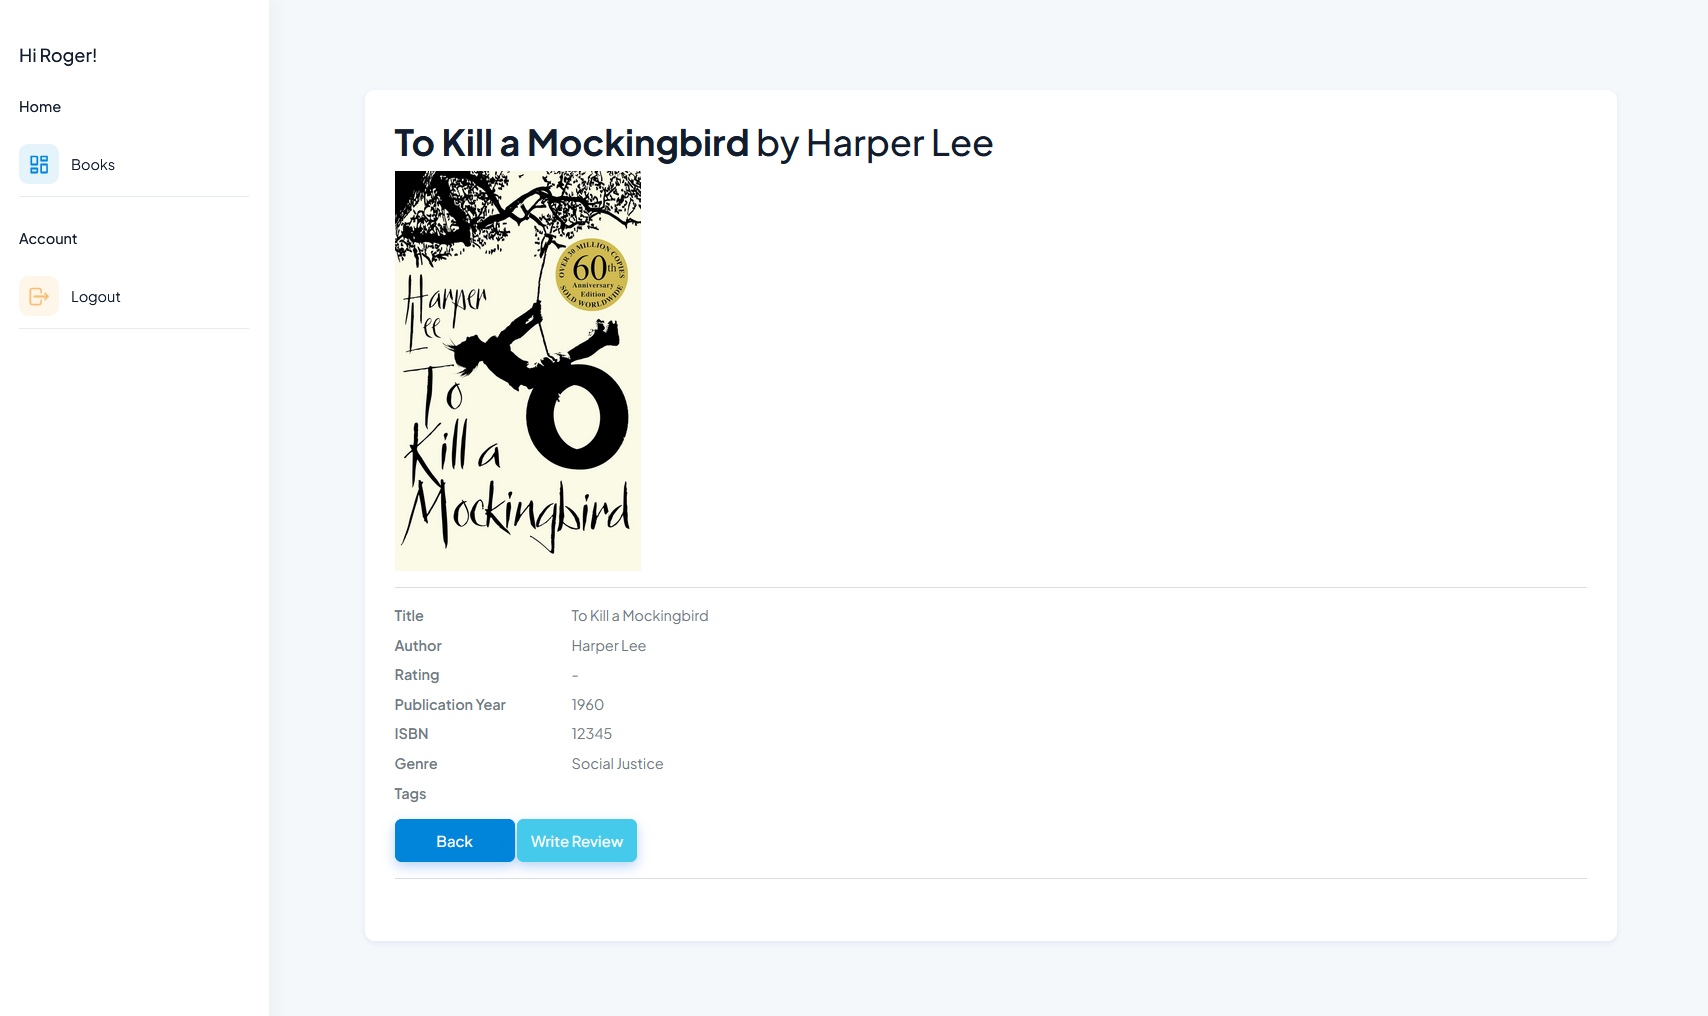 Hi Roger!
Home
Books
Account
Logout
To Kill a Mockingbird by Harper Lee
OVER 30 MILLION COPIES
60th
Anniversary
Edition
SOLD WORLDWIDE
Harper
Lee
To
Kill a
Mockingbird
Title To Kill a Mockingbird
Author Harper Lee
Rating -
Publication Year 1960
ISBN 12345
Genre Social Justice
Tags
Back Write Review